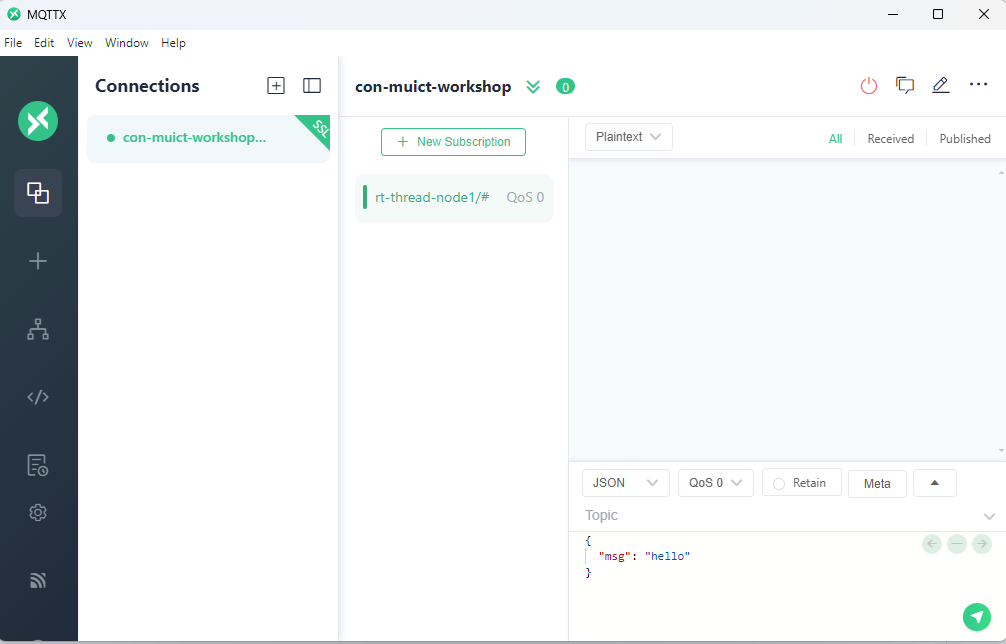 MQTTX
File Edit View Window Help
Connections
con-muict-workshop...
SSL
con-muict-workshop
0
New Subscription
rt-thread-node1/# QoS 0
Plaintext
All Received Published
JSON QoS 0 Retain Meta
Topic
{
"msg": "hello"
}